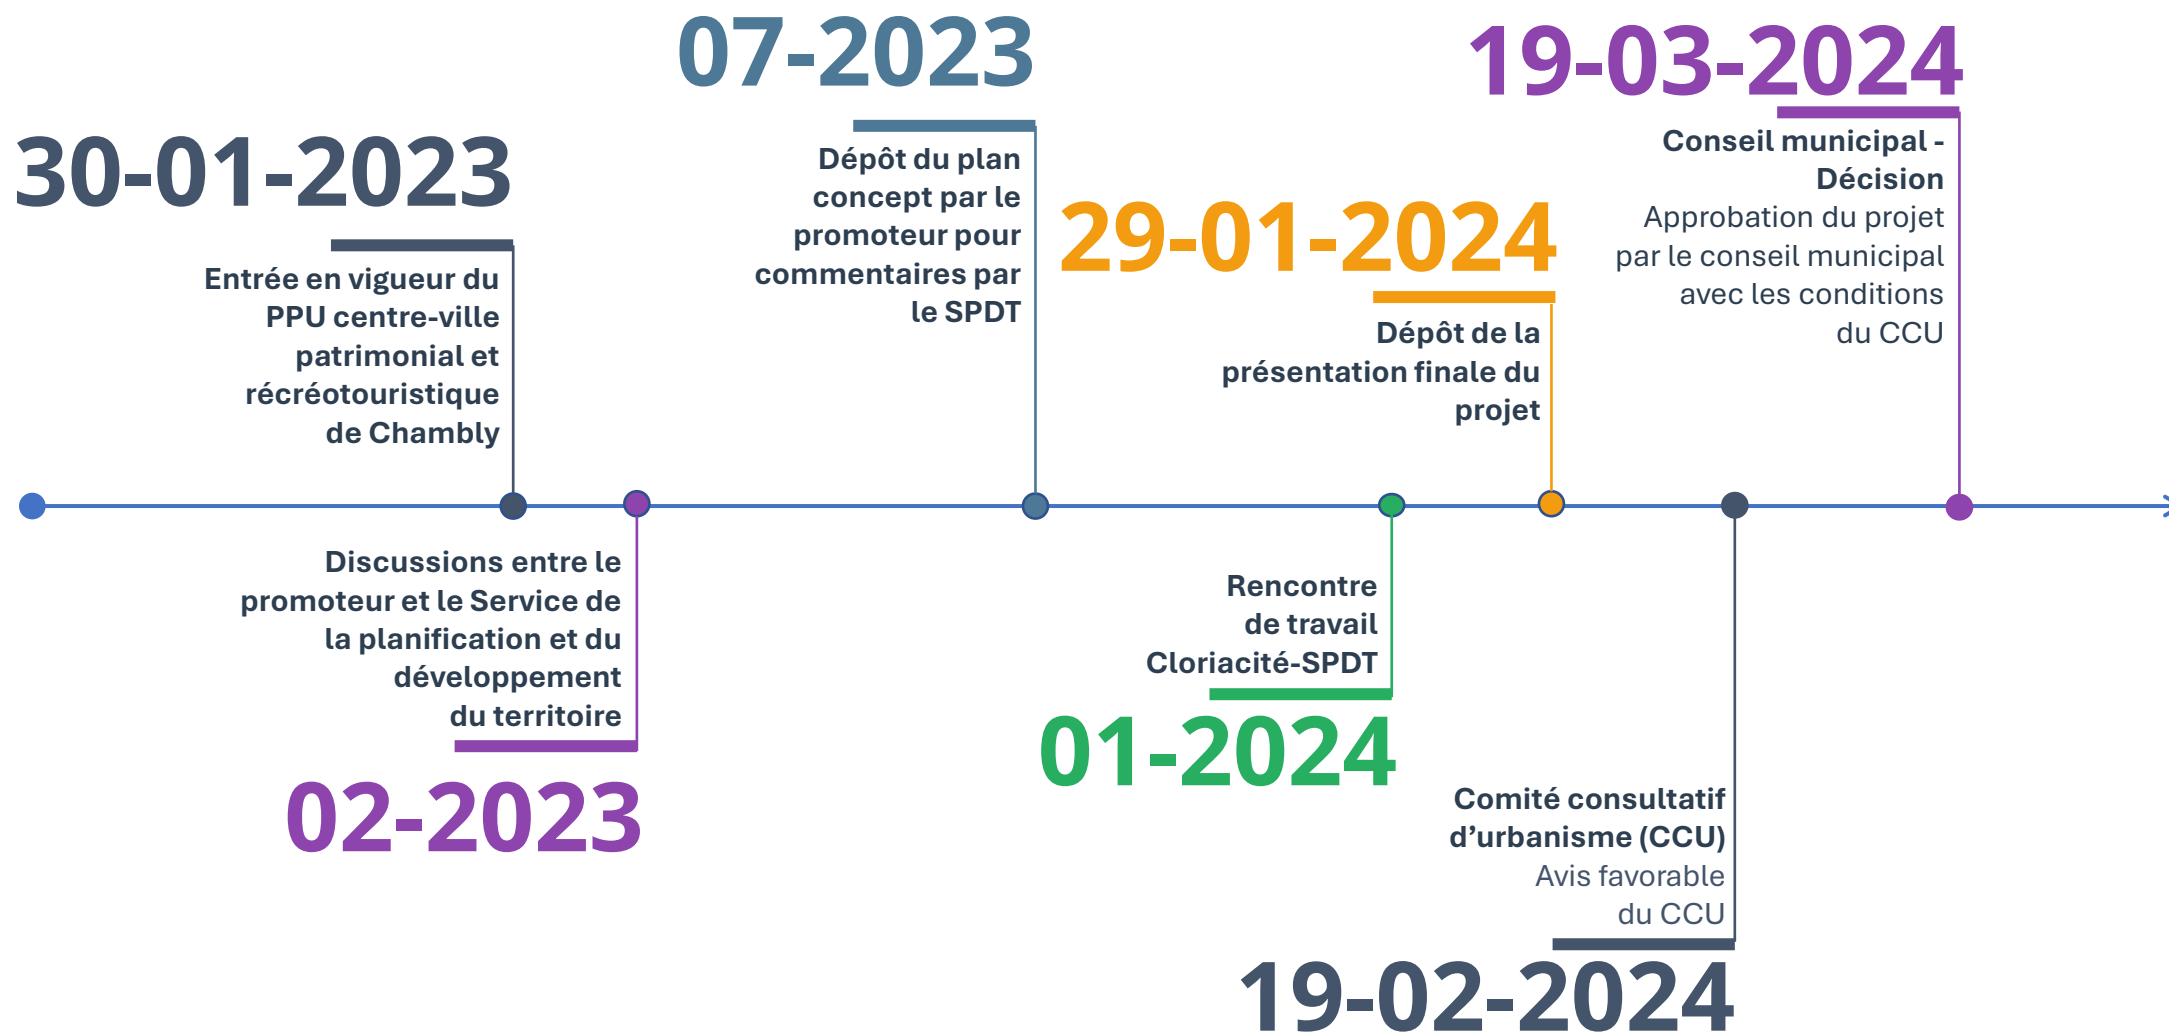 30-01-2023
Entrée en vigueur du
PPU centre-ville
patrimonial et
récréotouristique
de Chambly
Discussions entre le
promoteur et le Service de
la planification et du
développement
du territoire
02-2023
07-2023
Dépôt du plan
concept par le
promoteur pour
commentaires par
le SPDT
Rencontre
de travail
Cloriacité-SPDT
01-2024
29-01-2024
Dépôt de la
présentation finale du
projet
Comité consultatif
d’urbanisme (CCU)
Avis favorable
du CCU
19-02-2024
19-03-2024
Conseil municipal -
Décision
Approbation du projet
par le conseil municipal
avec les conditions
du CCU